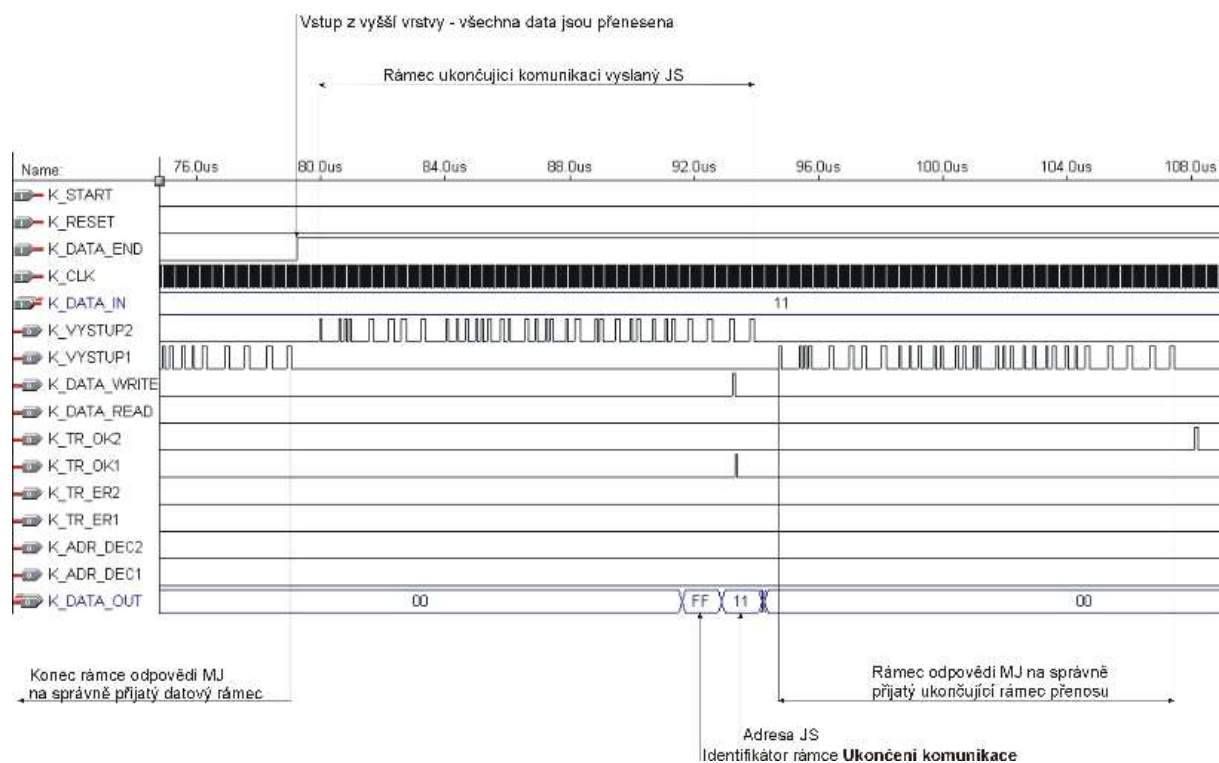 Vstup z vyšší vrstvy - všechna data jsou přenesena
Rámec ukončující komunikaci vyslaný JS
Name: 76.0us 80.0us 84.0us 88.0us 92.0us 96.0us 100.0us 104.0us 108.0us
K_START
K_RESET
K_DATA_END
K_CLK
K_DATA_IN 11
K_VYSTUP2
K_VYSTUP1
K_DATA_WRITE
K_DATA_READ
K_TR_OK2
K_TR_OK1
K_TR_ER2
K_TR_ER1
K_ADR_DEC2
K_ADR_DEC1
K_DATA_OUT 00 FF 11 00
Konec rámce odpovědí MJ
na správně přijatý datový rámec
Rámec odpovědí MJ na správně
přijatý ukončující rámec přenosu
Adresa JS
Identifikátor rámce Ukončení komunikace